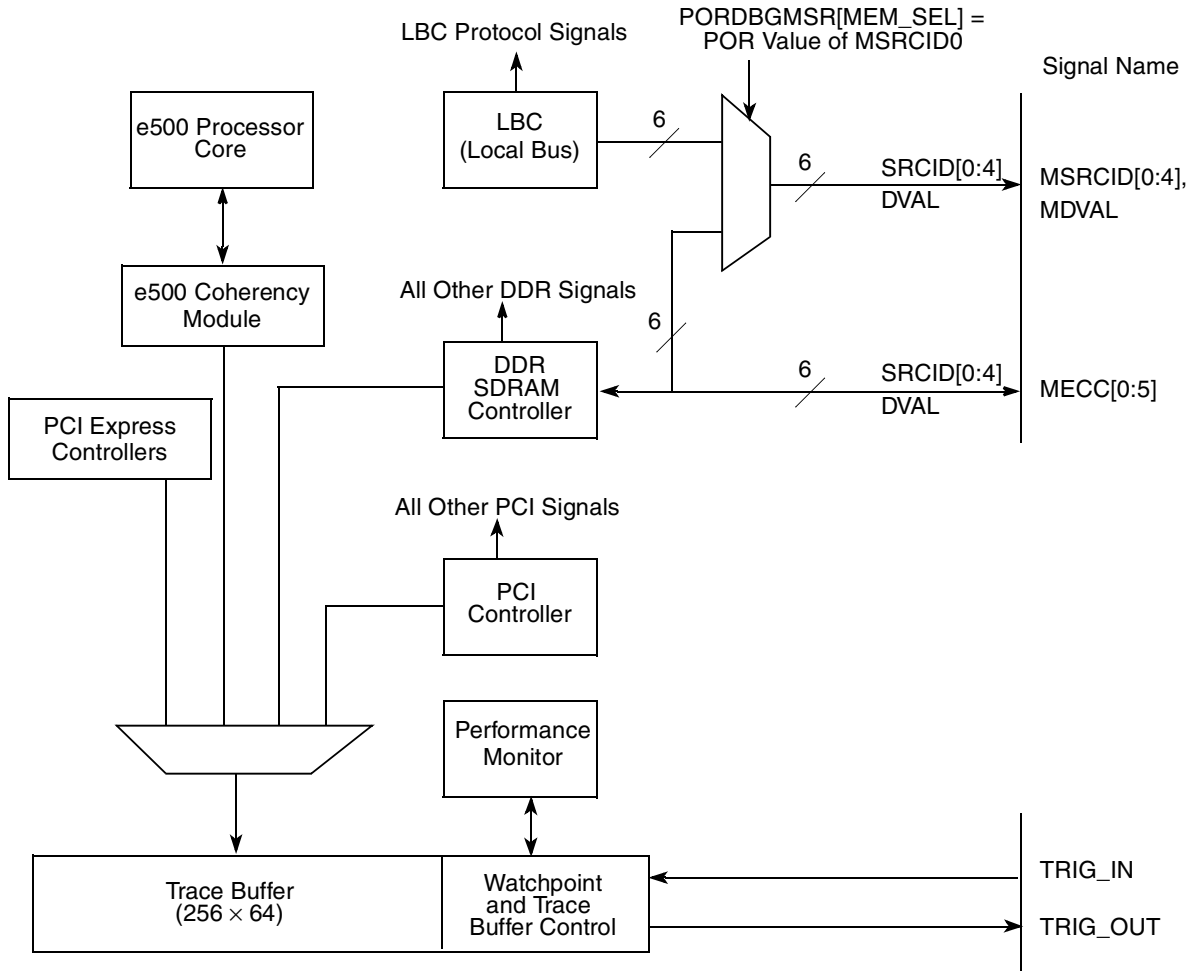 PORDBGMSR[MEM_SEL] =
POR Value of MSRCID0
LBC Protocol Signals
Signal Name
e500 Processor
Core
LBC
(Local Bus)
6
6
SRCID[0:4]
DVAL
MSRCID[0:4],
MDVAL
e500 Coherency
Module
All Other DDR Signals
6
DDR
SDRAM
Controller
6
SRCID[0:4]
DVAL
MECC[0:5]
PCI Express
Controllers
All Other PCI Signals
PCI
Controller
Performance
Monitor
Trace Buffer
(256 × 64)
Watchpoint
and Trace
Buffer Control
TRIG_IN
TRIG_OUT